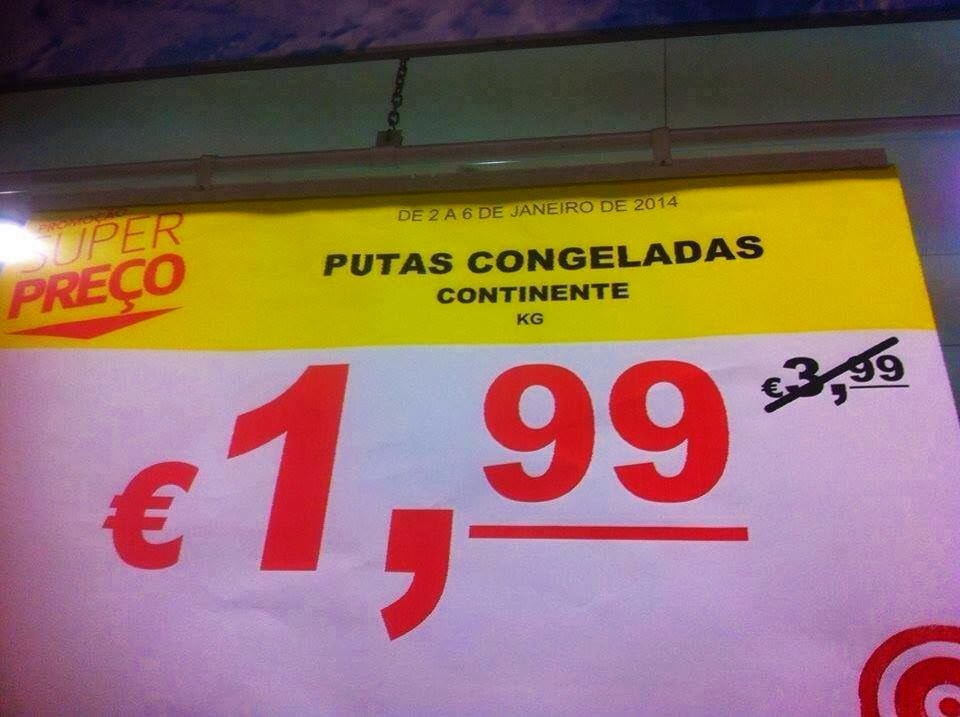 DE 2 A 6 DE JANEIRO DE 2014
PROMOÇÃO
SUPER
PREÇO
PUTAS CONGELADAS
CONTINENTE
KG
€1,99
€3,99